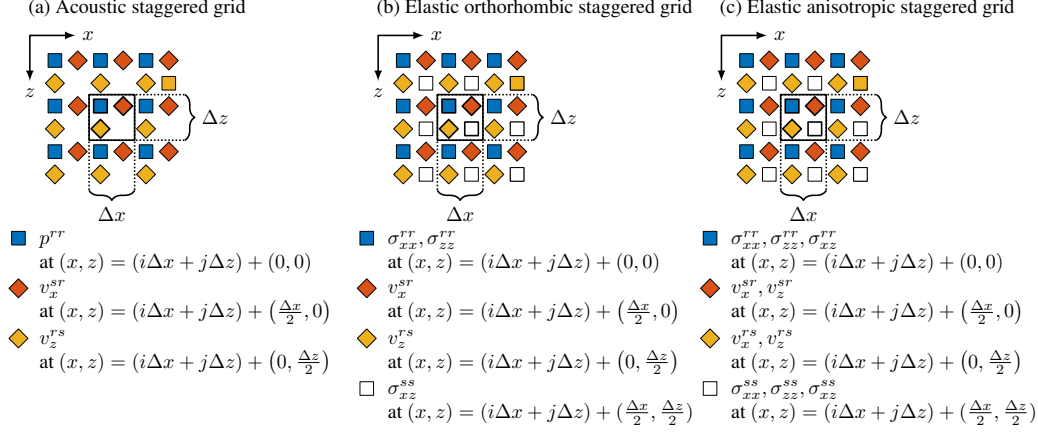 (a) Acoustic staggered grid
x
z
Δz
Δx
p^{rr}
at (x, z) = (iΔx + jΔz) + (0, 0)
v_x^{sr}
at (x, z) = (iΔx + jΔz) + (Δx/2, 0)
v_z^{rs}
at (x, z) = (iΔx + jΔz) + (0, Δz/2)
(b) Elastic orthorhombic staggered grid
x
z
Δz
Δx
σ_{xx}^{rr}, σ_{zz}^{rr}
at (x, z) = (iΔx + jΔz) + (0, 0)
v_x^{sr}
at (x, z) = (iΔx + jΔz) + (Δx/2, 0)
v_z^{rs}
at (x, z) = (iΔx + jΔz) + (0, Δz/2)
σ_{xz}^{ss}
at (x, z) = (iΔx + jΔz) + (Δx/2, Δz/2)
(c) Elastic anisotropic staggered grid
x
z
Δz
Δx
σ_{xx}^{rr}, σ_{zz}^{rr}, σ_{xz}^{rr}
at (x, z) = (iΔx + jΔz) + (0, 0)
v_x^{sr}, v_z^{sr}
at (x, z) = (iΔx + jΔz) + (Δx/2, 0)
v_x^{rs}, v_z^{rs}
at (x, z) = (iΔx + jΔz) + (0, Δz/2)
σ_{xx}^{ss}, σ_{zz}^{ss}, σ_{xz}^{ss}
at (x, z) = (iΔx + jΔz) + (Δx/2, Δz/2)